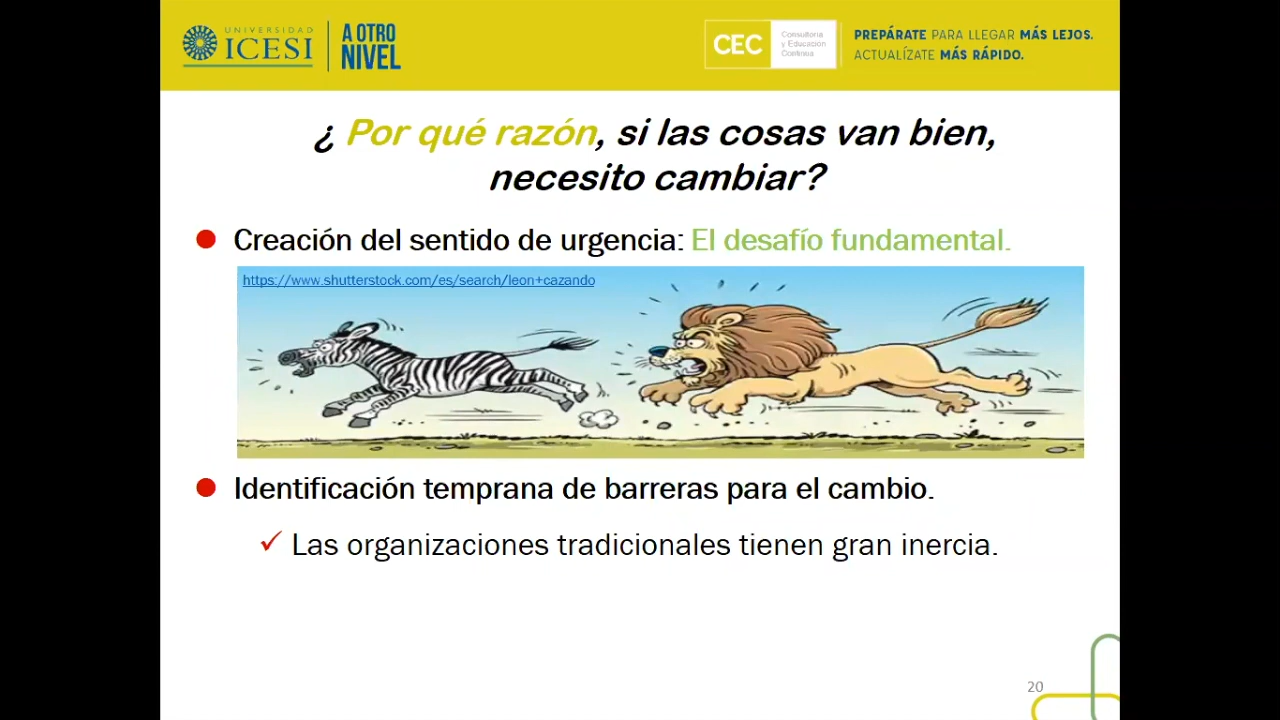 UNIVERSIDAD
ICESI
A OTRO
NIVEL
CEC
Consultoría
y Educación
Continua
PREPÁRATE PARA LLEGAR MÁS LEJOS.
ACTUALÍZATE MÁS RÁPIDO.
¿ Por qué razón, si las cosas van bien,
necesito cambiar?
Creación del sentido de urgencia: El desafío fundamental.
https://www.shutterstock.com/es/search/leon+cazando
Identificación temprana de barreras para el cambio.
Las organizaciones tradicionales tienen gran inercia.
20